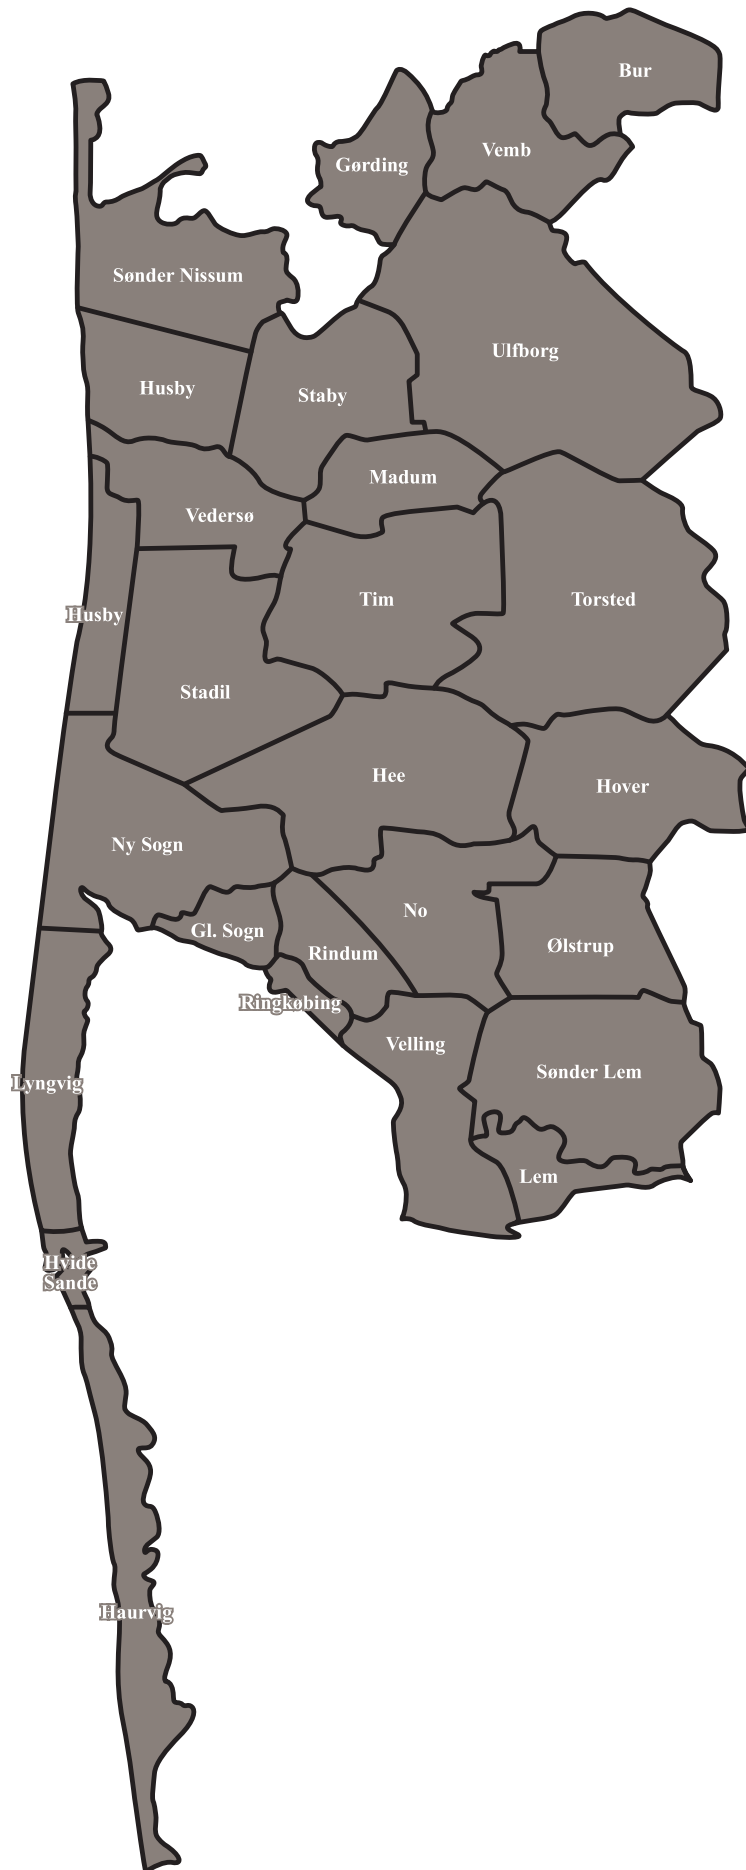 Bur
Vemb
Gørding
Sønder Nissum
Ulfborg
Husby
Staby
Madum
Vedersø
Tim
Torsted
Husby
Stadil
Hee
Hover
Ny Sogn
No
Gl. Sogn
Ølstrup
Rindum
Ringkøbing
Velling
Sønder Lem
Lyngvig
Lem
Hvide
Sande
Haurvig